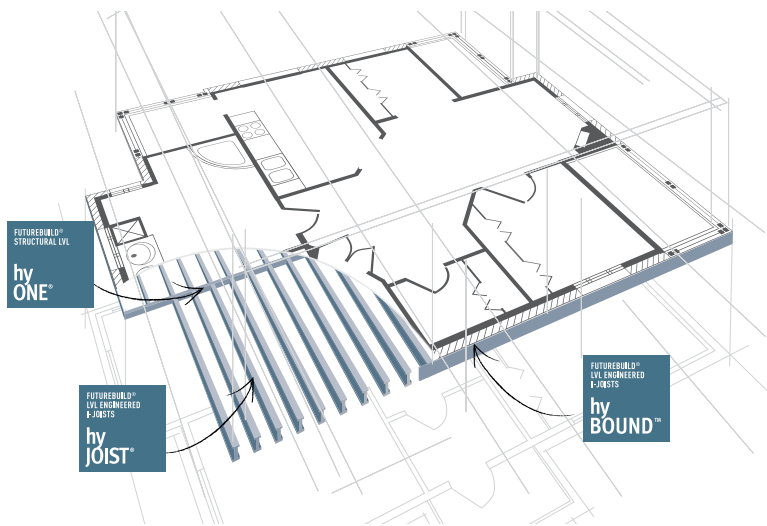 FUTUREBUILD®
STRUCTURAL LVL
hy
ONE®
FUTUREBUILD®
LVL ENGINEERED
I-JOISTS
hy
JOIST®
FUTUREBUILD®
LVL ENGINEERED
I-JOISTS
hy
BOUND™